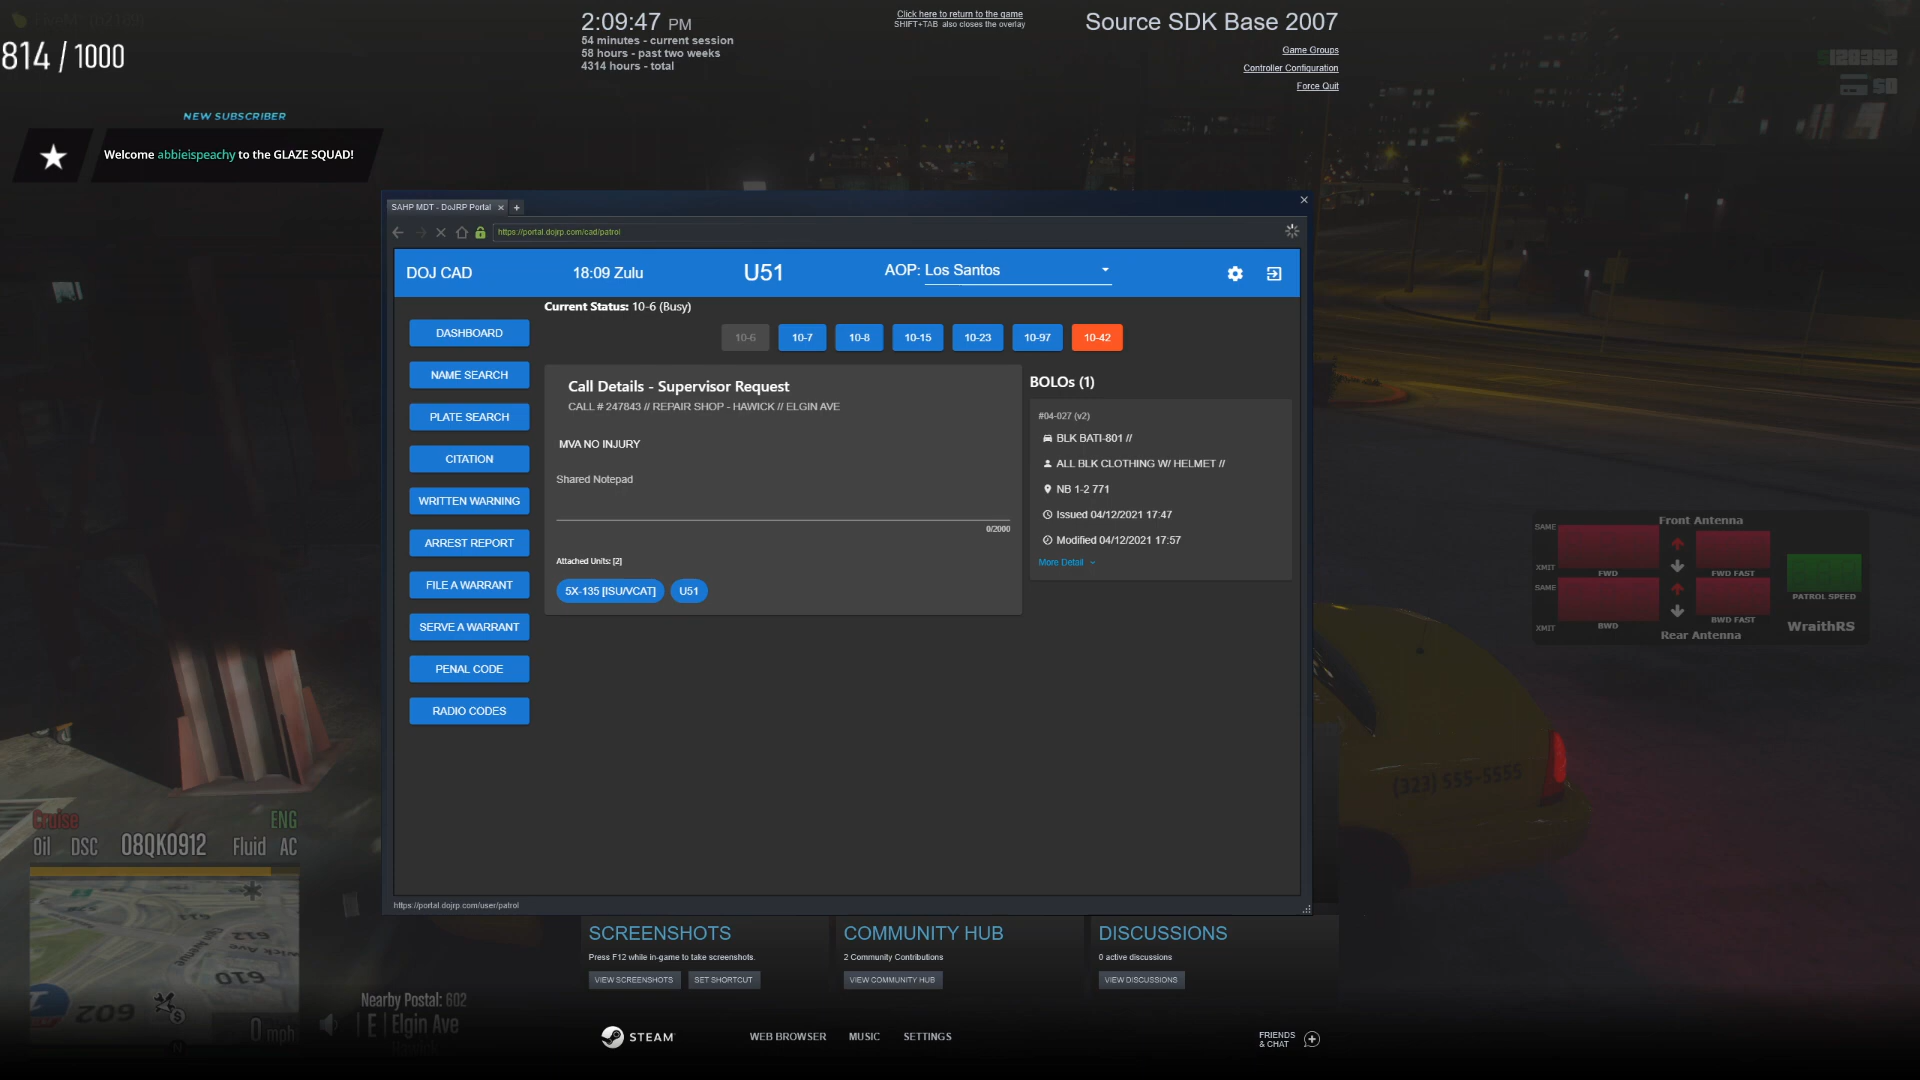 814 / 1000
2:09:47 PM
54 minutes - current session
58 hours - past two weeks
4314 hours - total
Click here to return to the game
SHIFT+TAB also closes the overlay
Source SDK Base 2007
Game Groups
Controller Configuration
Force Quit
$128392
$0
NEW SUBSCRIBER
Welcome abbieispeachy to the GLAZE SQUAD!
SAHP MDT - DoJRP Portal
https://portal.dojrp.com/cad/patrol
DOJ CAD
18:09 Zulu
U51
AOP: Los Santos
Current Status: 10-6 (Busy)
10-6
10-7
10-8
10-15
10-23
10-97
10-42
DASHBOARD
NAME SEARCH
PLATE SEARCH
CITATION
WRITTEN WARNING
ARREST REPORT
FILE A WARRANT
SERVE A WARRANT
PENAL CODE
RADIO CODES
Call Details - Supervisor Request
CALL # 247843 // REPAIR SHOP - HAWICK // ELGIN AVE
MVA NO INJURY
Shared Notepad
0/2000
Attached Units: [2]
5X-135 [ISU/VCAT]
U51
BOLOs (1)
#04-027 (v2)
BLK BATI-801 //
ALL BLK CLOTHING W/ HELMET //
NB 1-2 771
Issued 04/12/2021 17:47
Modified 04/12/2021 17:57
More Detail
https://portal.dojrp.com/user/patrol
Front Antenna
SAME
XMIT
FWD
FWD FAST
SAME
XMIT
BWD
BWD FAST
PATROL SPEED
Rear Antenna
WraithRS
(323) 555-5555
Cruise
ENG
Oil DSC 08QK0912 Fluid AC
Elgin Avenue
612
610
602
0 mph
Nearby Postal: 602
| E | Elgin Ave
Hawick
SCREENSHOTS
Press F12 while in-game to take screenshots.
VIEW SCREENSHOTS
SET SHORTCUT
COMMUNITY HUB
2 Community Contributions
VIEW COMMUNITY HUB
DISCUSSIONS
0 active discussions
VIEW DISCUSSIONS
STEAM
WEB BROWSER
MUSIC
SETTINGS
FRIENDS
& CHAT